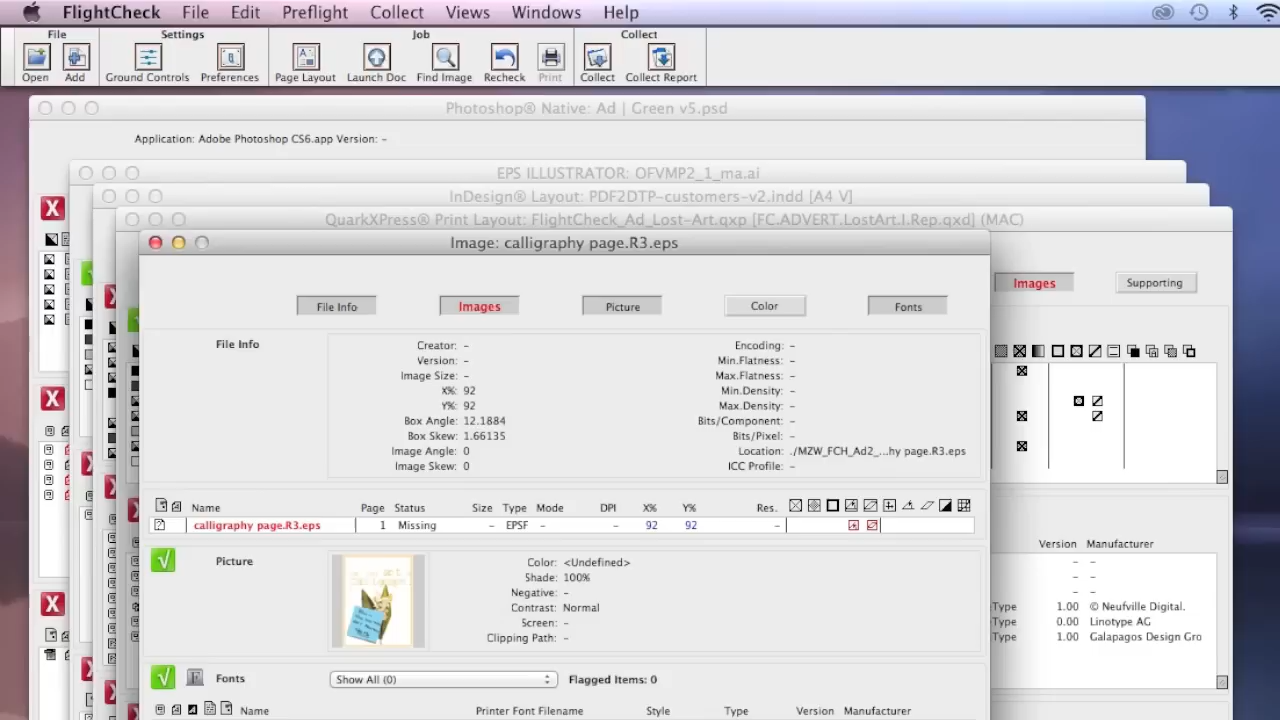 FlightCheck File Edit Preflight Collect Views Windows Help
File Settings Job Collect
Open Add Ground Controls Preferences Page Layout Launch Doc Find Image Recheck Print Collect Collect Report
Photoshop® Native: Ad | Green v5.psd
Application: Adobe Photoshop CS6.app Version: –
EPS ILLUSTRATOR: OFVMP2_1_ma.ai
InDesign® Layout: PDF2DTP-customers-v2.indd [A4 V]
QuarkXPress® Print Layout: FlightCheck_Ad_Lost-Art.qxp [FC.ADVERT.LostArt.I.Rep.qxd] (MAC)
Image: calligraphy page.R3.eps
Images Supporting
File Info Images Picture Color Fonts
File Info
Creator: – Encoding: –
Version: – Min.Flatness: –
Image Size: – Max.Flatness: –
X%: 92 Min.Density: –
Y%: 92 Max.Density: –
Box Angle: 12.1884 Bits/Component: –
Box Skew: 1.66135 Bits/Pixel: –
Image Angle: 0 Location: ./MZW_FCH_Ad2_...hy page.R3.eps
Image Skew: 0 ICC Profile: –
Name Page Status Size Type Mode DPI X% Y% Res.
calligraphy page.R3.eps 1 Missing – EPSF – – 92 92 –
Version Manufacturer
– –
– –
– –
Type 1.00 © Neufville Digital.
Type 0.00 Linotype AG
Type 1.00 Galapagos Design Gro
Picture
Color: <Undefined>
Shade: 100%
Negative: –
Contrast: Normal
Screen: –
Clipping Path: –
Fonts Show All (0) Flagged Items: 0
Name Printer Font Filename Style Type Version Manufacturer